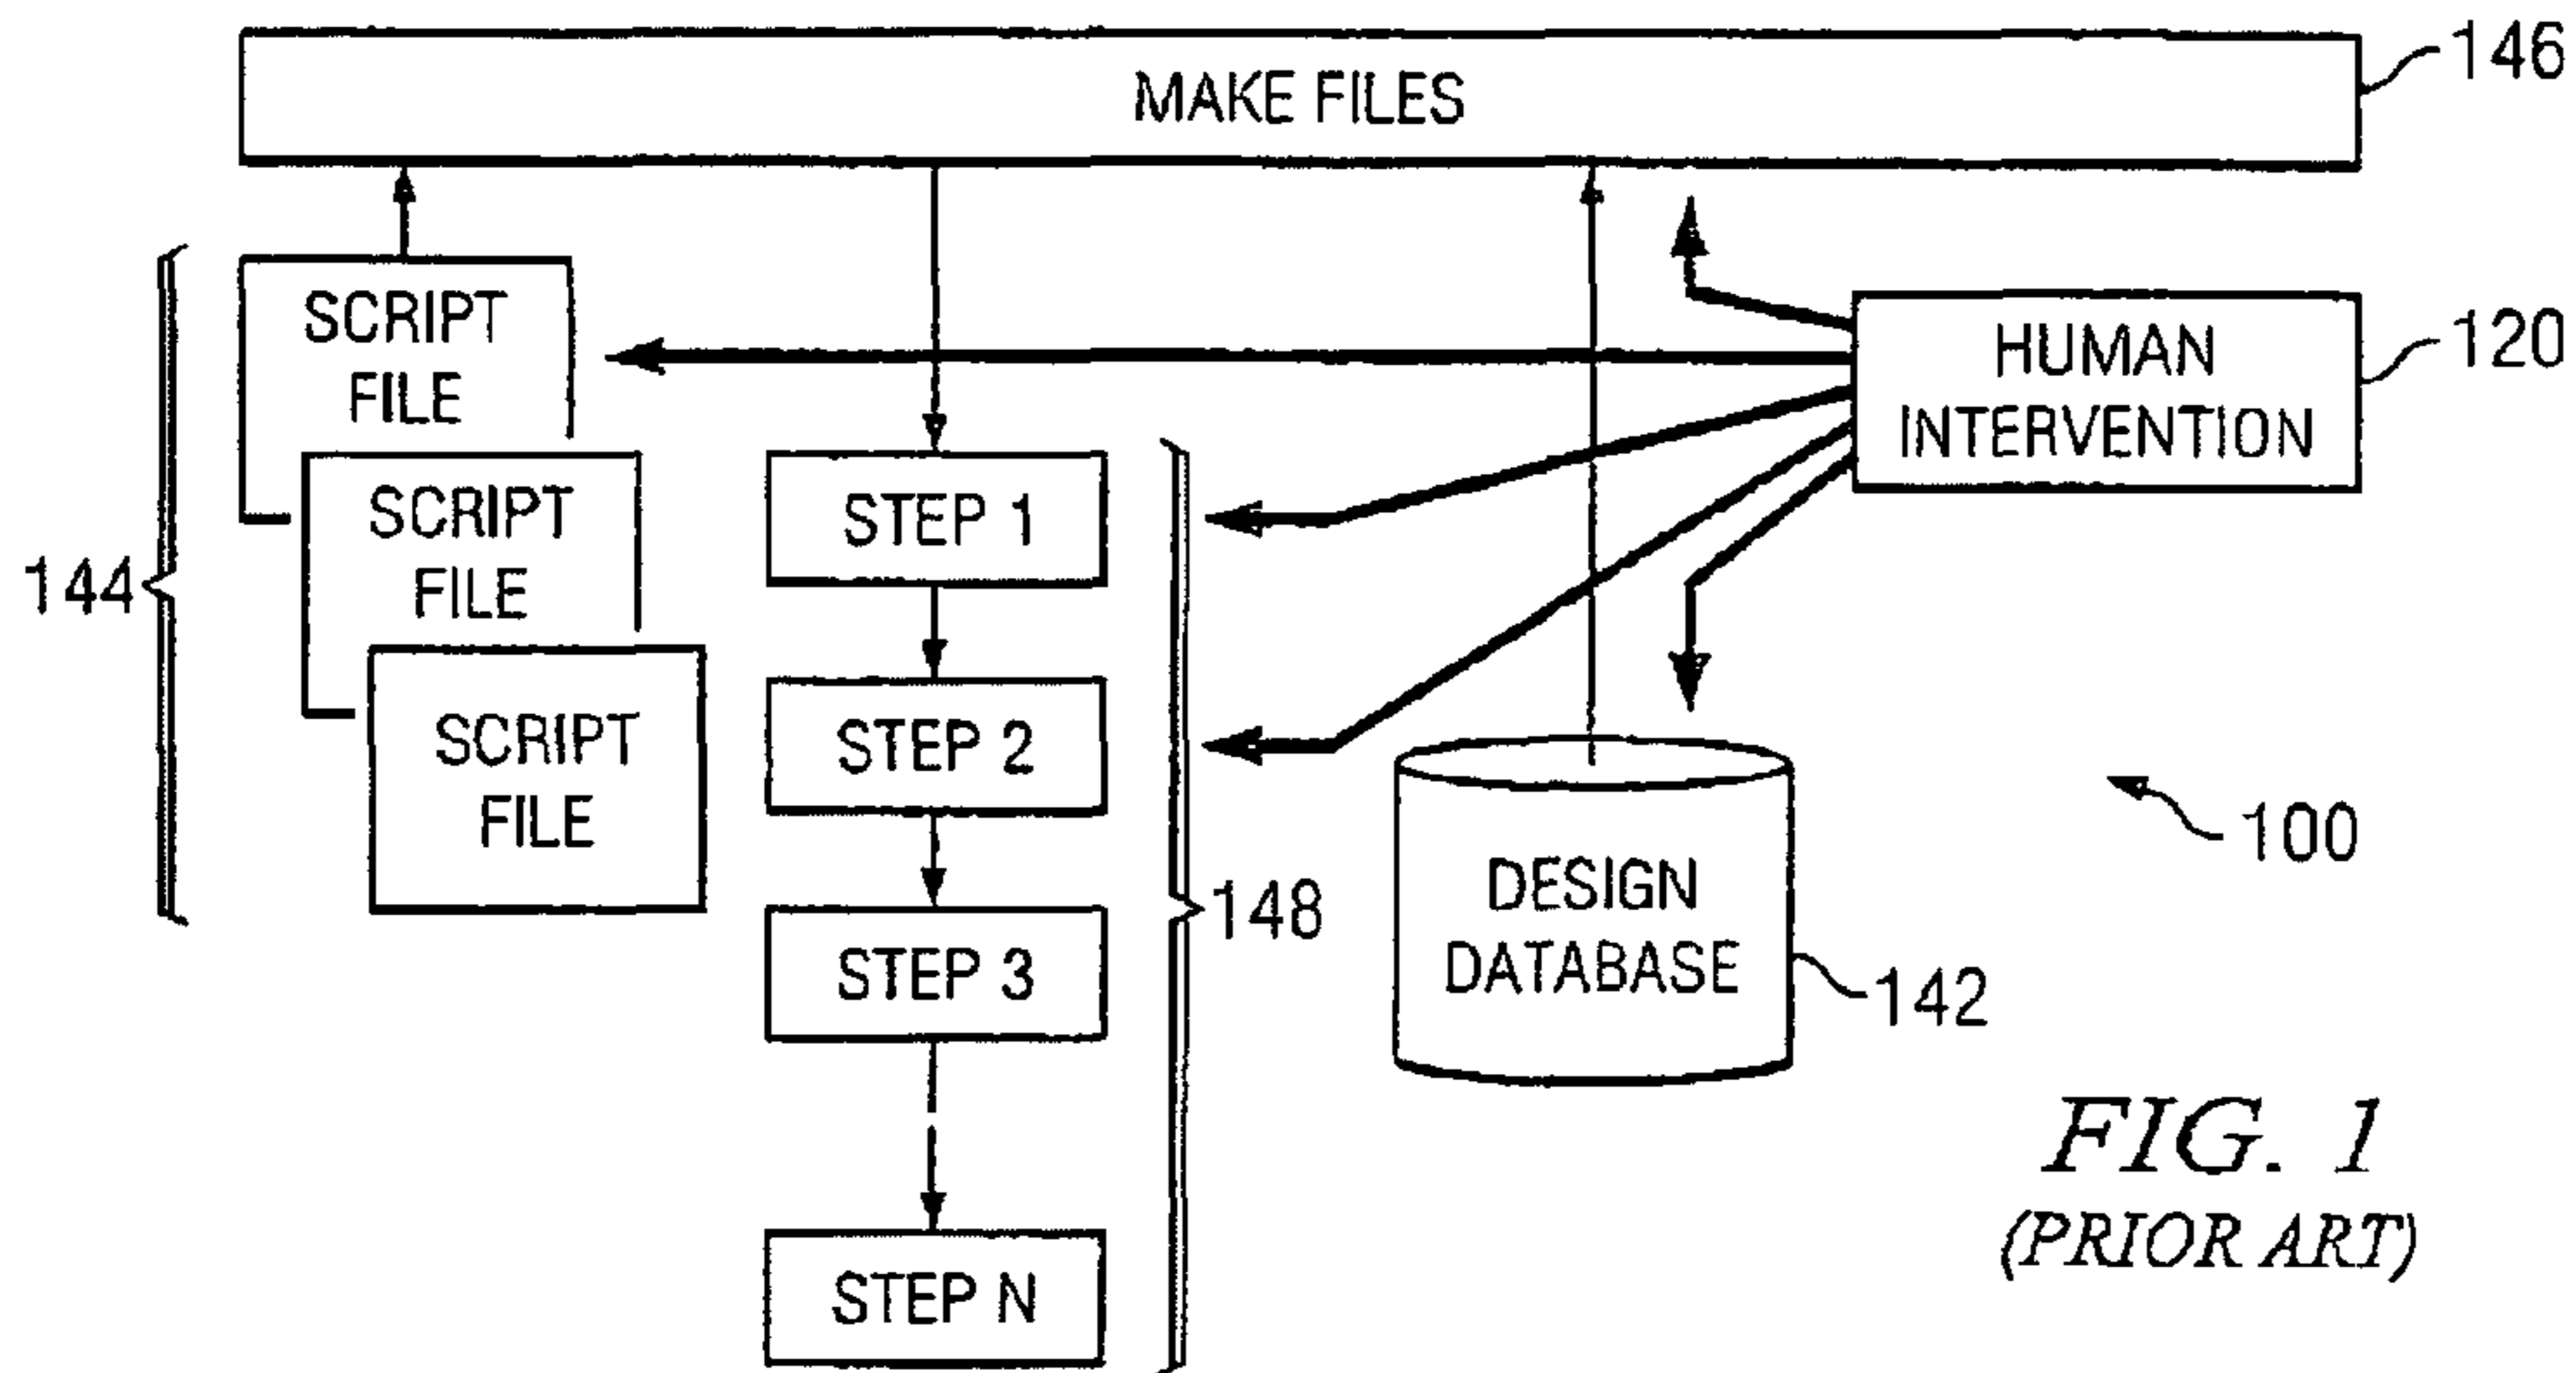 MAKE FILES
146
SCRIPT
FILE
SCRIPT
FILE
SCRIPT
FILE
144
STEP 1
STEP 2
STEP 3
STEP N
148
HUMAN
INTERVENTION
120
DESIGN
DATABASE
142
100
FIG. 1
(PRIOR ART)